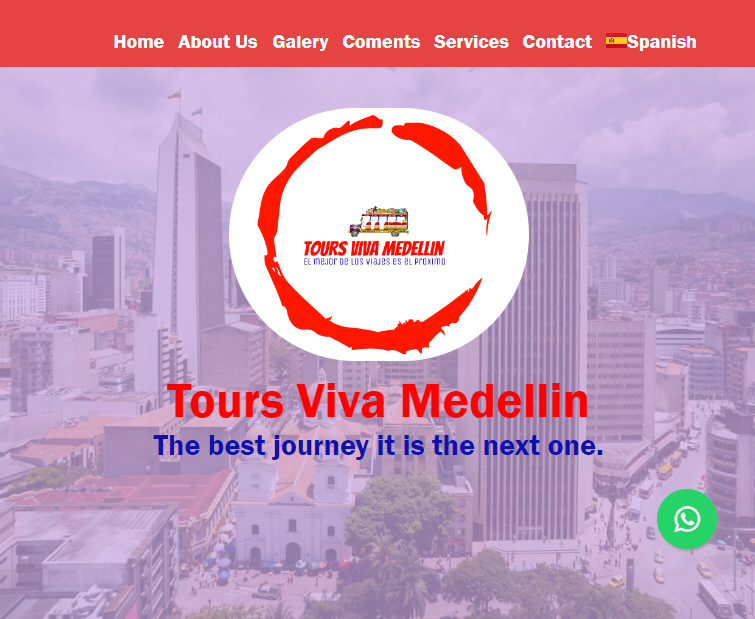 Home About Us Galery Coments Services Contact Spanish
TOURS VIVA MEDELLIN
El mejor de los viajes es el proximo
Tours Viva Medellin
The best journey it is the next one.